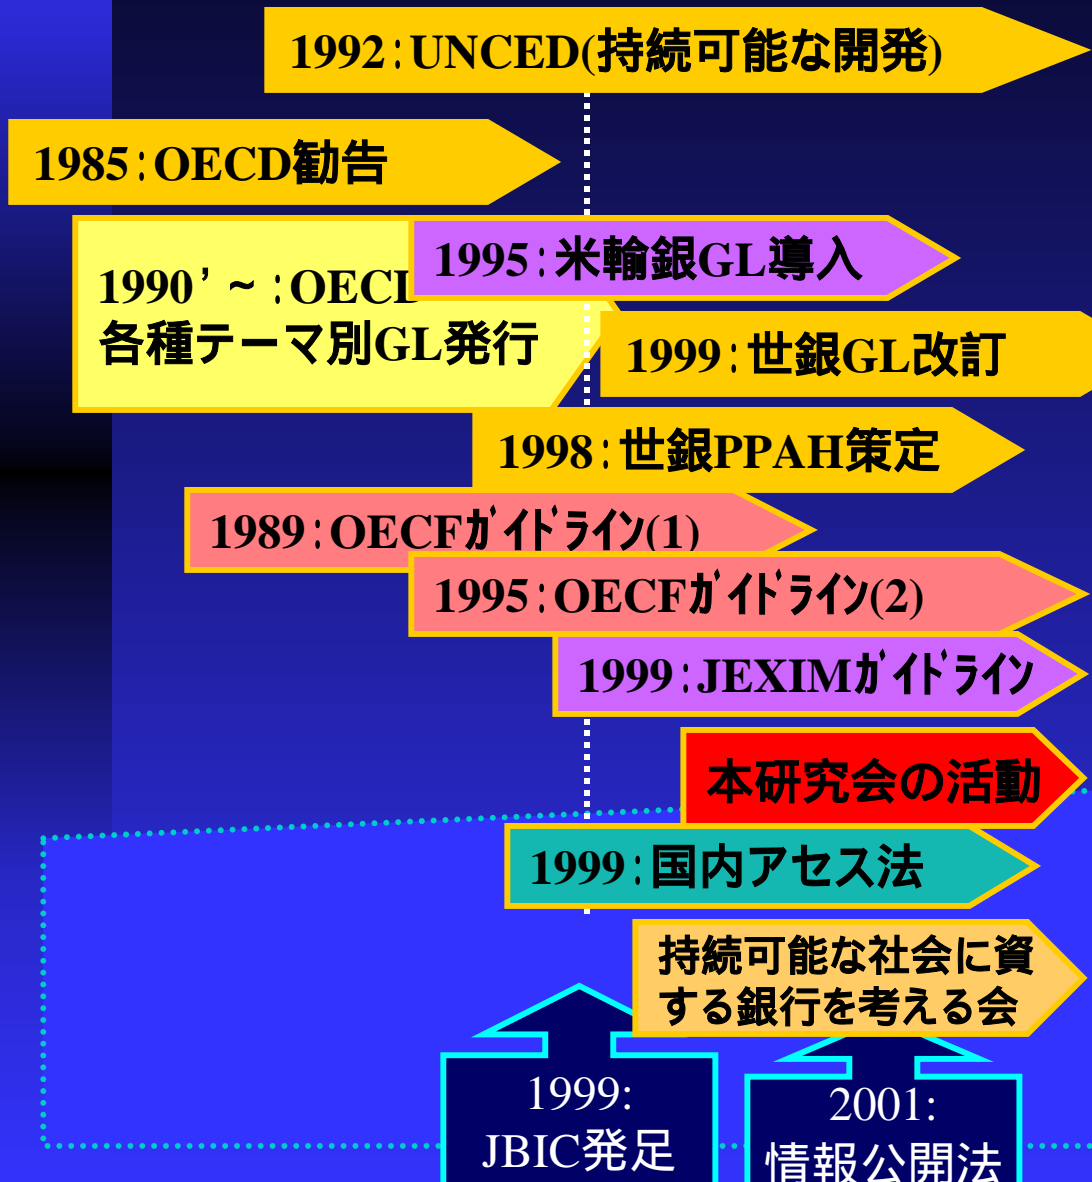 1992:UNCED(持続可能な開発)
1985:OECD勧告
1995:米輸銀GL導入
1990’~:OECD
各種テーマ別GL発行
1999:世銀GL改訂
1998:世銀PPAH策定
1989:OECFガイドライン(1)
1995:OECFガイドライン(2)
1999:JEXIMガイドライン
本研究会の活動
1999:国内アセス法
持続可能な社会に資
する銀行を考える会
1999:
JBIC発足
2001:
情報公開法